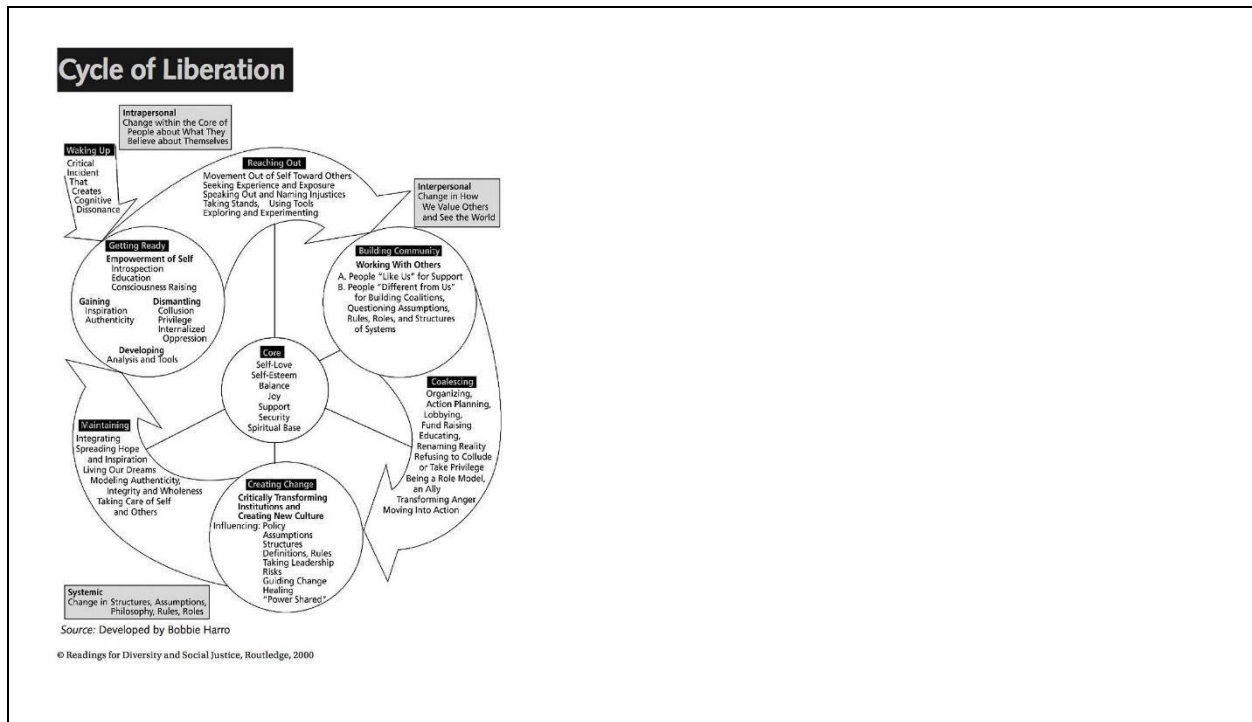 Cycle of Liberation
Intrapersonal
Change within the Core of
People about What They
Believe about Themselves
Waking Up
Critical
Incident
That
Creates
Cognitive
Dissonance
Reaching Out
Movement Out of Self Toward Others
Seeking Experience and Exposure
Speaking Out and Naming Injustices
Taking Stands, Using Tools
Exploring and Experimenting
Interpersonal
Change in How
We Value Others
and See the World
Getting Ready
Empowerment of Self
Introspection
Education
Consciousness Raising
Gaining
Inspiration
Authenticity
Dismantling
Collusion
Privilege
Internalized
Oppression
Developing
Analysis and Tools
Building Community
Working With Others
A. People “Like Us” for Support
B. People “Different from Us”
for Building Coalitions,
Questioning Assumptions,
Rules, Roles, and Structures
of Systems
Core
Self-Love
Self-Esteem
Balance
Joy
Support
Security
Spiritual Base
Coalescing
Organizing,
Action Planning,
Lobbying,
Fund Raising
Educating,
Renaming Reality
Refusing to Collude
or Take Privilege
Being a Role Model,
an Ally
Transforming Anger
Moving Into Action
Maintaining
Integrating
Spreading Hope
and Inspiration
Living Our Dreams
Modeling Authenticity,
Integrity and Wholeness
Taking Care of Self
and Others
Creating Change
Critically Transforming
Institutions and
Creating New Culture
Influencing: Policy
Assumptions
Structures
Definitions, Rules
Taking Leadership
Risks
Guiding Change
Healing
“Power Shared”
Systemic
Change in Structures, Assumptions,
Philosophy, Rules, Roles
Source: Developed by Bobbie Harro
© Readings for Diversity and Social Justice, Routledge, 2000